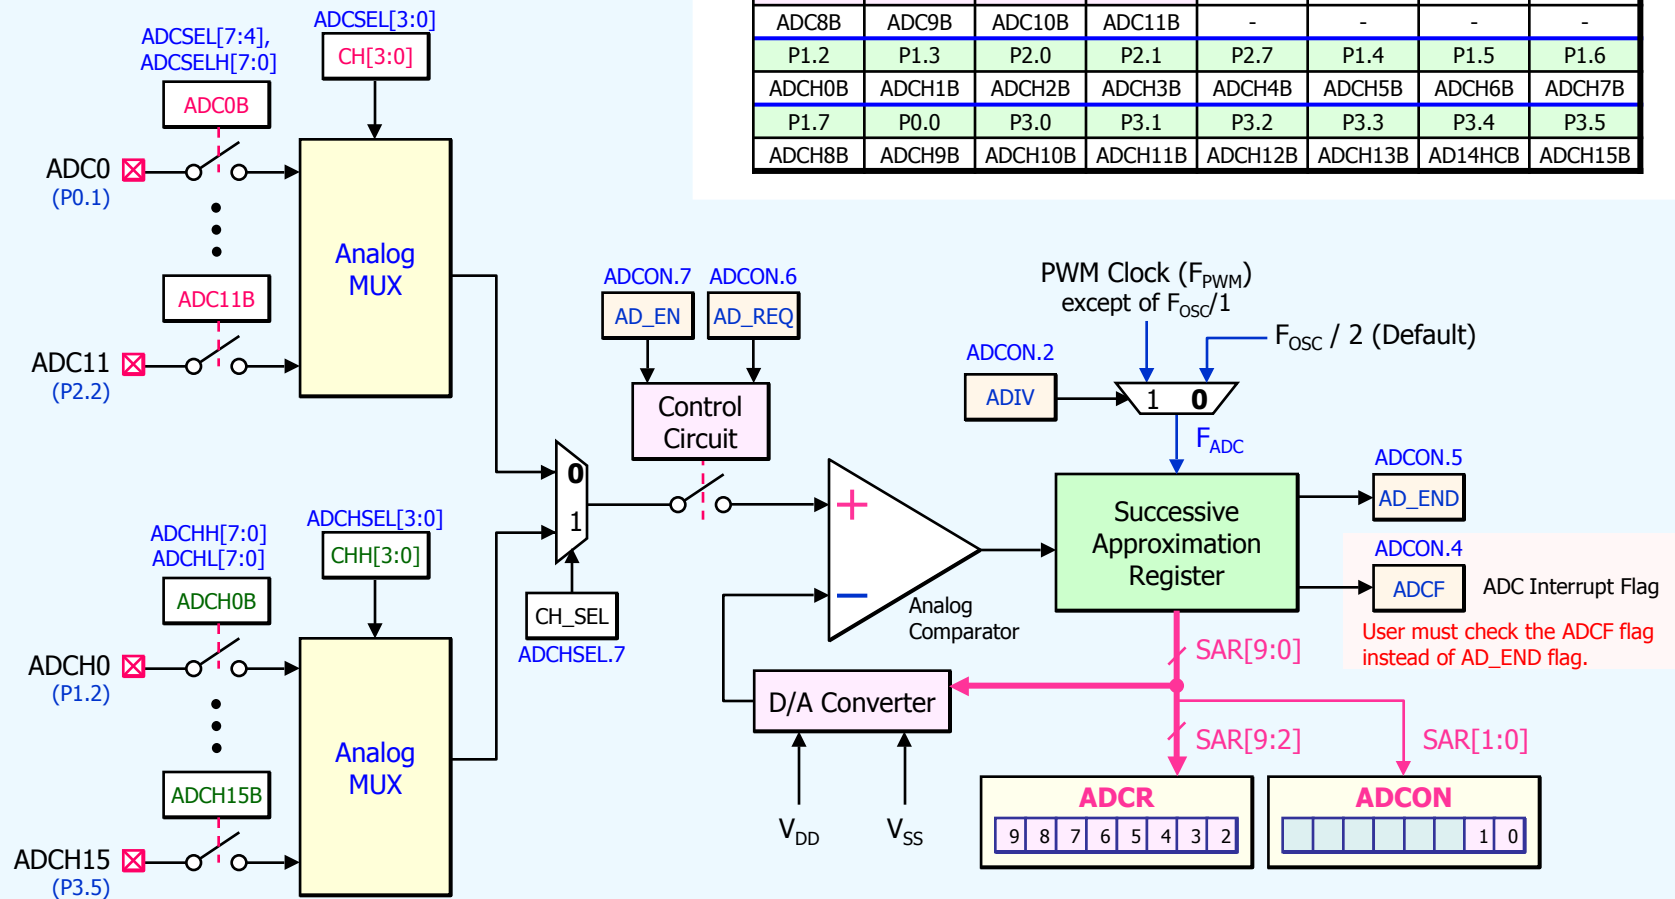 ADC8B ADC9B ADC10B ADC11B - - - -
P1.2 P1.3 P2.0 P2.1 P2.7 P1.4 P1.5 P1.6
ADCH0B ADCH1B ADCH2B ADCH3B ADCH4B ADCH5B ADCH6B ADCH7B
P1.7 P0.0 P3.0 P3.1 P3.2 P3.3 P3.4 P3.5
ADCH8B ADCH9B ADCH10B ADCH11B ADCH12B ADCH13B AD14HCB ADCH15B
ADCSEL[7:4],
ADCSELH[7:0]
ADCSEL[3:0]
CH[3:0]
ADC0B
ADC0
(P0.1)
ADC11B
ADC11
(P2.2)
Analog
MUX
ADCON.7
AD_EN
ADCON.6
AD_REQ
Control
Circuit
PWM Clock (FPWM)
except of FOSC/1
FOSC / 2 (Default)
ADCON.2
ADIV
1 0
FADC
0
1
CH_SEL
ADCHSEL.7
+
−
Analog
Comparator
Successive
Approximation
Register
ADCON.5
AD_END
ADCON.4
ADCF
ADC Interrupt Flag
User must check the ADCF flag
instead of AD_END flag.
ADCHH[7:0]
ADCHL[7:0]
ADCHSEL[3:0]
CHH[3:0]
ADCH0B
ADCH0
(P1.2)
ADCH15B
ADCH15
(P3.5)
Analog
MUX
D/A Converter
VDD
VSS
SAR[9:0]
SAR[9:2]
SAR[1:0]
ADCR
9 8 7 6 5 4 3 2
ADCON
1 0